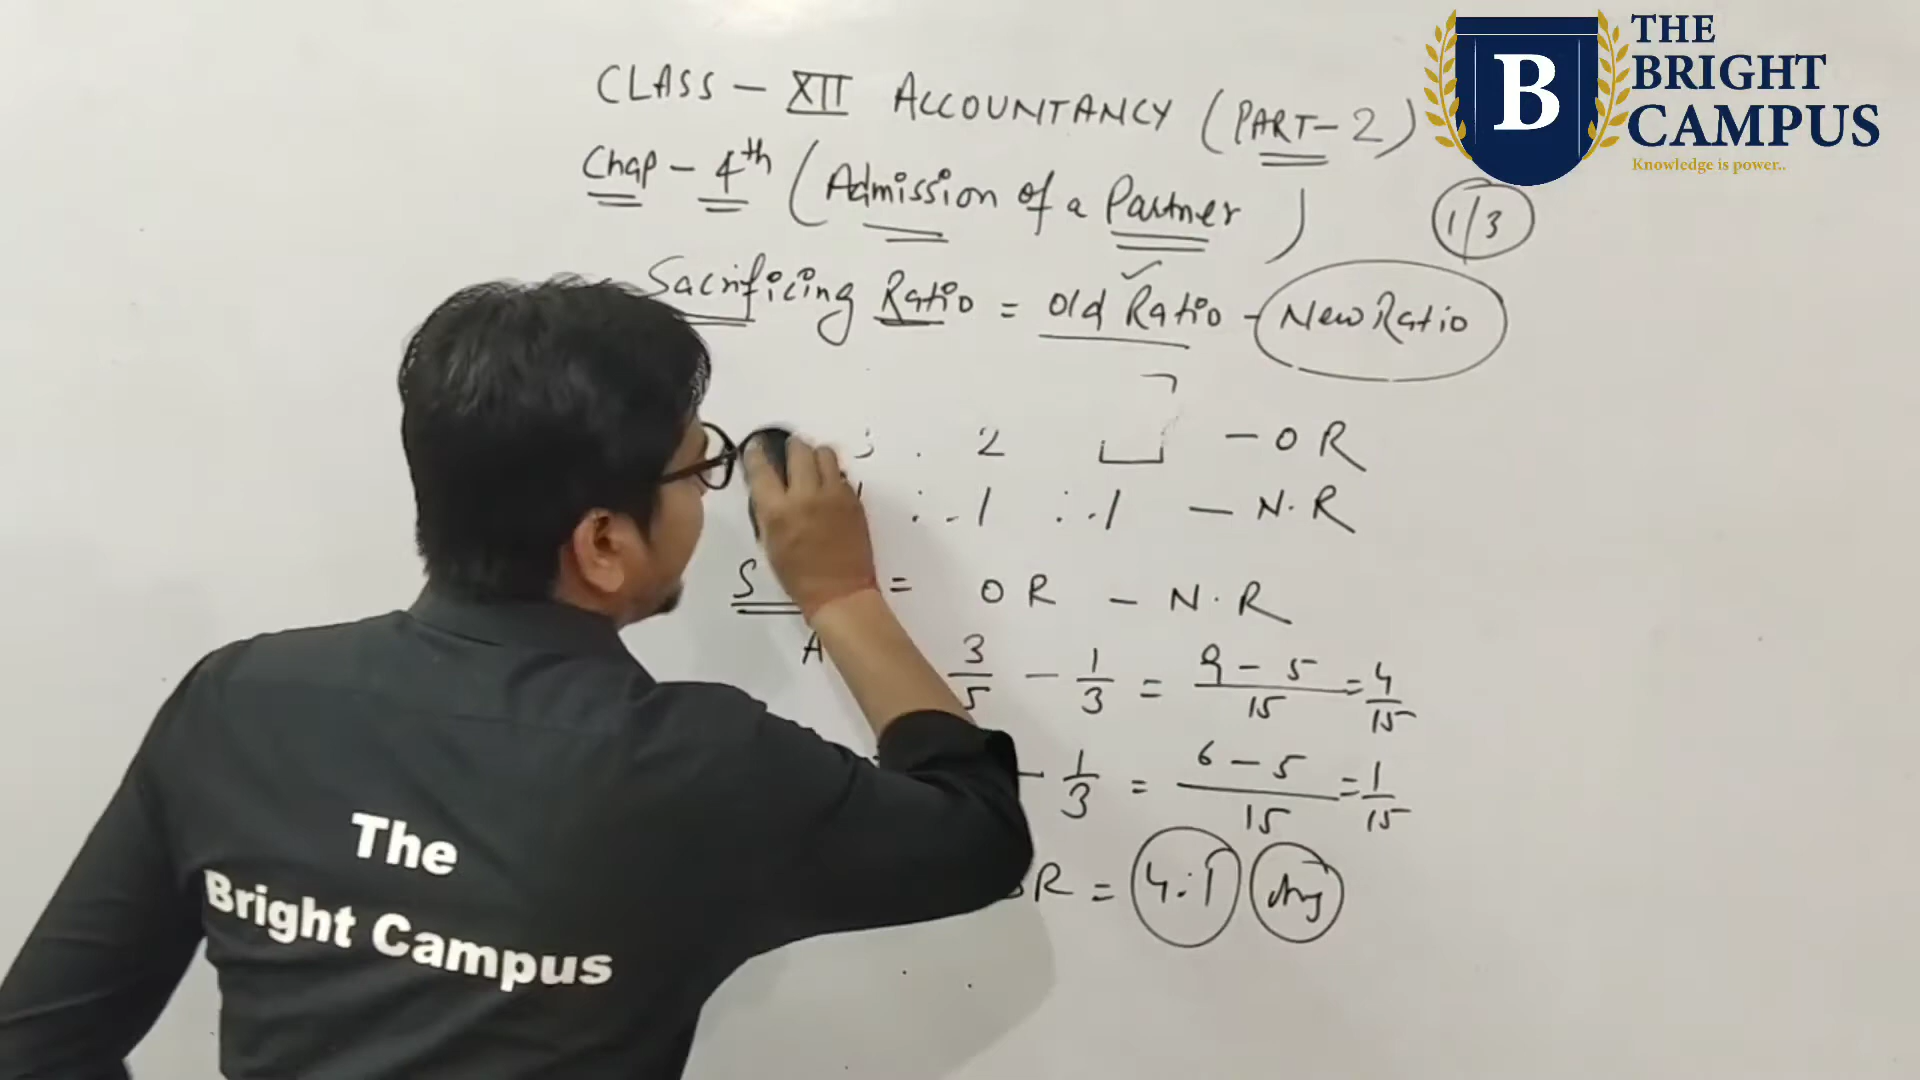 THE
BRIGHT
CAMPUS
Knowledge is power..
B
CLASS - XII ACCOUNTANCY (PART-2)
Chap - 4th (Admission of a Partner)
1/3
Sacrificing Ratio = Old Ratio - New Ratio
2 - O R
: 1 : 1 - N.R
S = O R - N.R
A 3/5 - 1/3 = 9 - 5/15 = 4/15
- 1/3 = 6 - 5/15 = 1/15
R = 4:1 Ans
The
Bright Campus